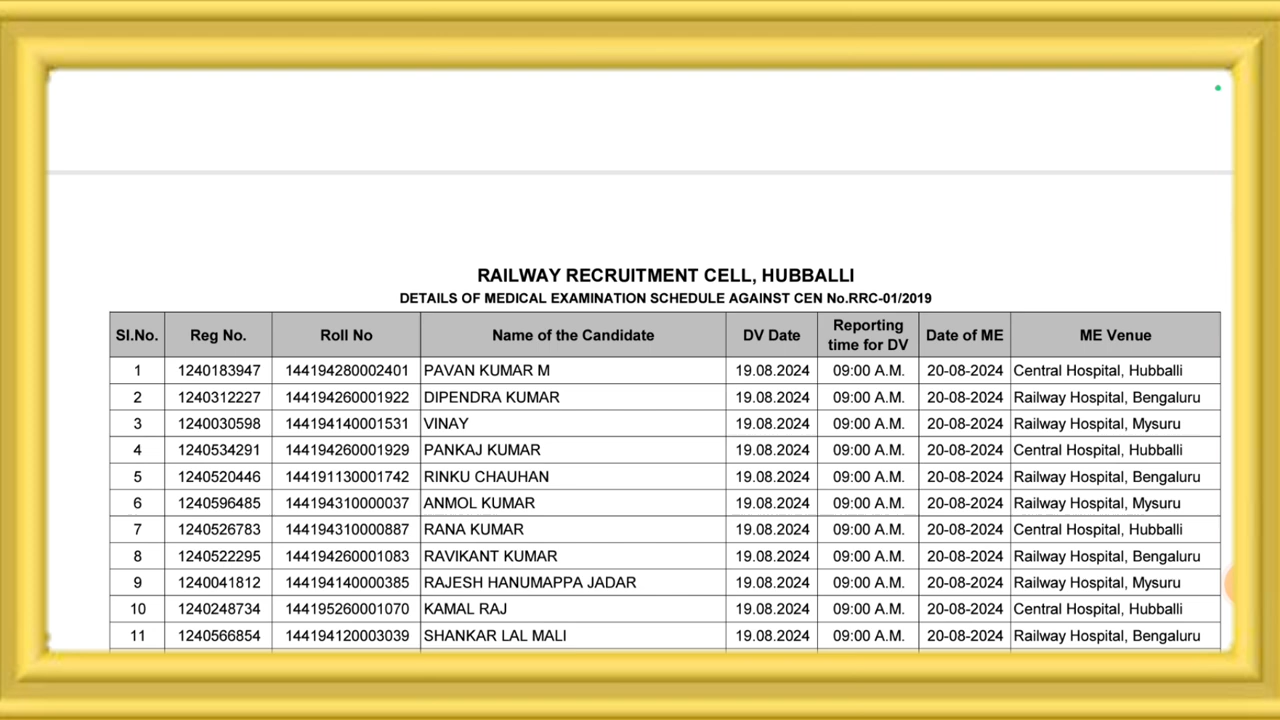 RAILWAY RECRUITMENT CELL, HUBBALLI
DETAILS OF MEDICAL EXAMINATION SCHEDULE AGAINST CEN No.RRC-01/2019
SI.No. Reg No. Roll No Name of the Candidate DV Date Reporting time for DV Date of ME ME Venue
1 1240183947 144194280002401 PAVAN KUMAR M 19.08.2024 09:00 A.M. 20-08-2024 Central Hospital, Hubballi
2 1240312227 144194260001922 DIPENDRA KUMAR 19.08.2024 09:00 A.M. 20-08-2024 Railway Hospital, Bengaluru
3 1240030598 144194140001531 VINAY 19.08.2024 09:00 A.M. 20-08-2024 Railway Hospital, Mysuru
4 1240534291 144194260001929 PANKAJ KUMAR 19.08.2024 09:00 A.M. 20-08-2024 Central Hospital, Hubballi
5 1240520446 144191130001742 RINKU CHAUHAN 19.08.2024 09:00 A.M. 20-08-2024 Railway Hospital, Bengaluru
6 1240596485 144194310000037 ANMOL KUMAR 19.08.2024 09:00 A.M. 20-08-2024 Railway Hospital, Mysuru
7 1240526783 144194310000887 RANA KUMAR 19.08.2024 09:00 A.M. 20-08-2024 Central Hospital, Hubballi
8 1240522295 144194260001083 RAVIKANT KUMAR 19.08.2024 09:00 A.M. 20-08-2024 Railway Hospital, Bengaluru
9 1240041812 144194140000385 RAJESH HANUMAPPA JADAR 19.08.2024 09:00 A.M. 20-08-2024 Railway Hospital, Mysuru
10 1240248734 144195260001070 KAMAL RAJ 19.08.2024 09:00 A.M. 20-08-2024 Central Hospital, Hubballi
11 1240566854 144194120003039 SHANKAR LAL MALI 19.08.2024 09:00 A.M. 20-08-2024 Railway Hospital, Bengaluru